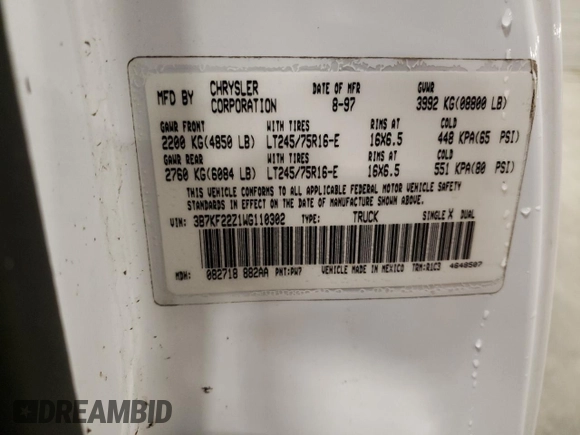 MFD BY CHRYSLER CORPORATION DATE OF MFR 8-97 GVWR 3992 KG(08800 LB)
GAWR FRONT WITH TIRES RIMS AT COLD
2200 KG(4850 LB) LT245/75R16-E 16X6.5 448 KPA(65 PSI)
GAWR REAR WITH TIRES RIMS AT COLD
2760 KG(6084 LB) LT245/75R16-E 16X6.5 551 KPA(80 PSI)
THIS VEHICLE CONFORMS TO ALL APPLICABLE FEDERAL MOTOR VEHICLE SAFETY
STANDARDS IN EFFECT ON THE DATE OF MANUFACTURE SHOWN ABOVE.
VIN: 3B7KF22Z1WG110302 TYPE: TRUCK SINGLE X DUAL
MDH: 082718 882AA PNT:PW7 VEHICLE MADE IN MEXICO TRM:R1C3 4648507
DREAMBID